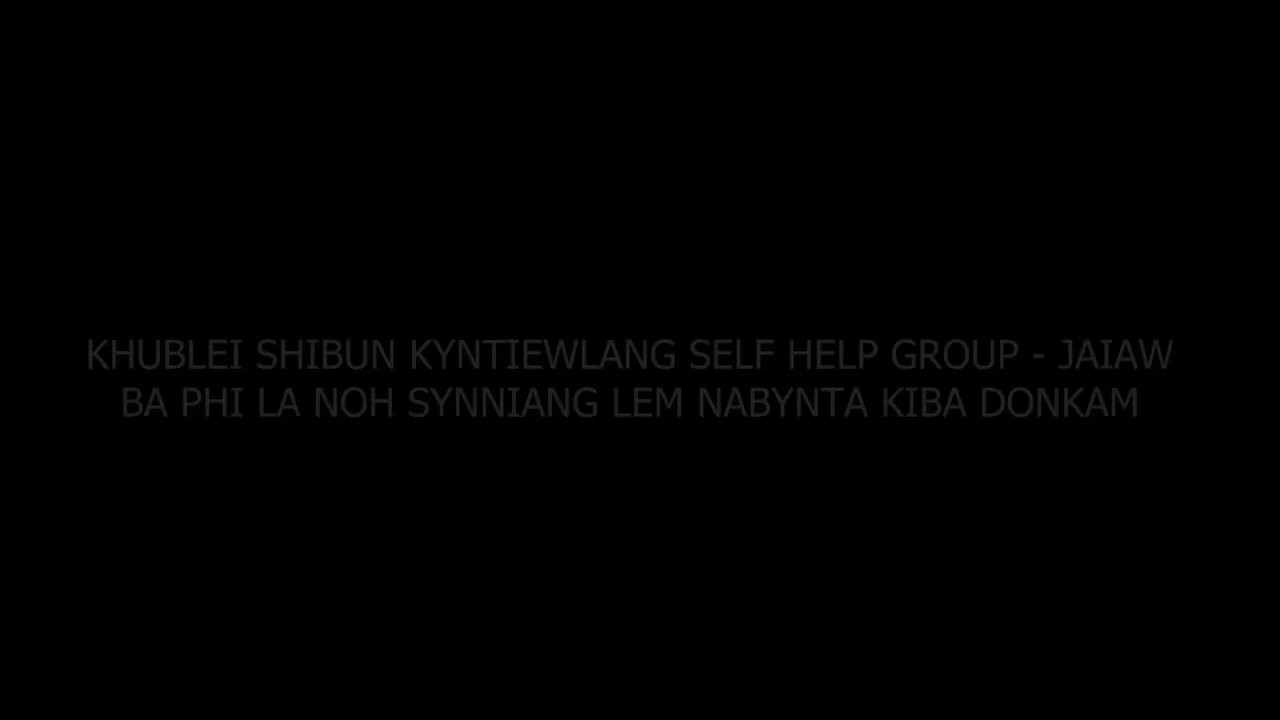 KHUBLEI SHIBUN KYNTIEWLANG SELF HELP GROUP - JAIAW
BA PHI LA NOH SYNNIANG LEM NABYNTA KIBA DONKAM